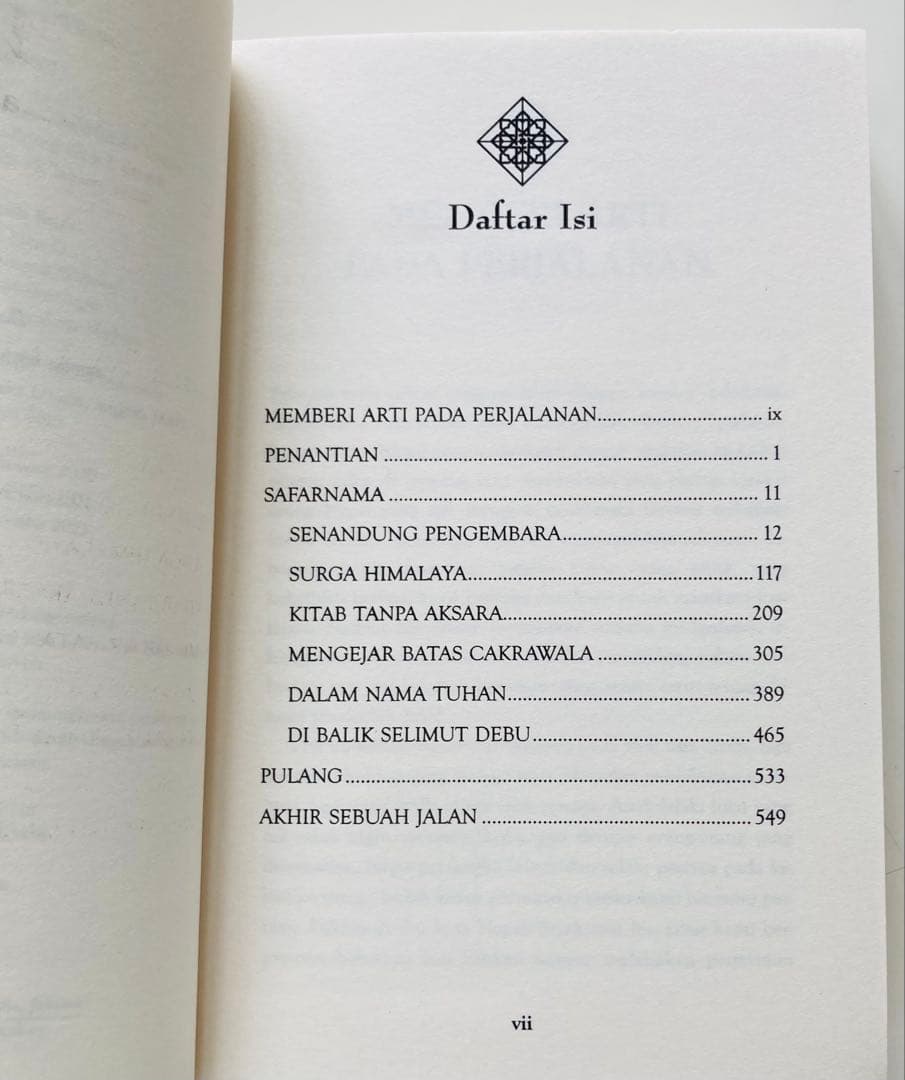 Daftar Isi
MEMBERI ARTI PADA PERJALANAN.............................. ix
PENANTIAN ........................................................................ 1
SAFARNAMA ..................................................................... 11
SENANDUNG PENGEMBARA.................................... 12
SURGA HIMALAYA.....................................................117
KITAB TANPA AKSARA.............................................. 209
MENGEJAR BATAS CAKRAWALA ............................ 305
DALAM NAMA TUHAN............................................. 389
DI BALIK SELIMUT DEBU......................................... 465
PULANG............................................................................533
AKHIR SEBUAH JALAN .................................................. 549
vii